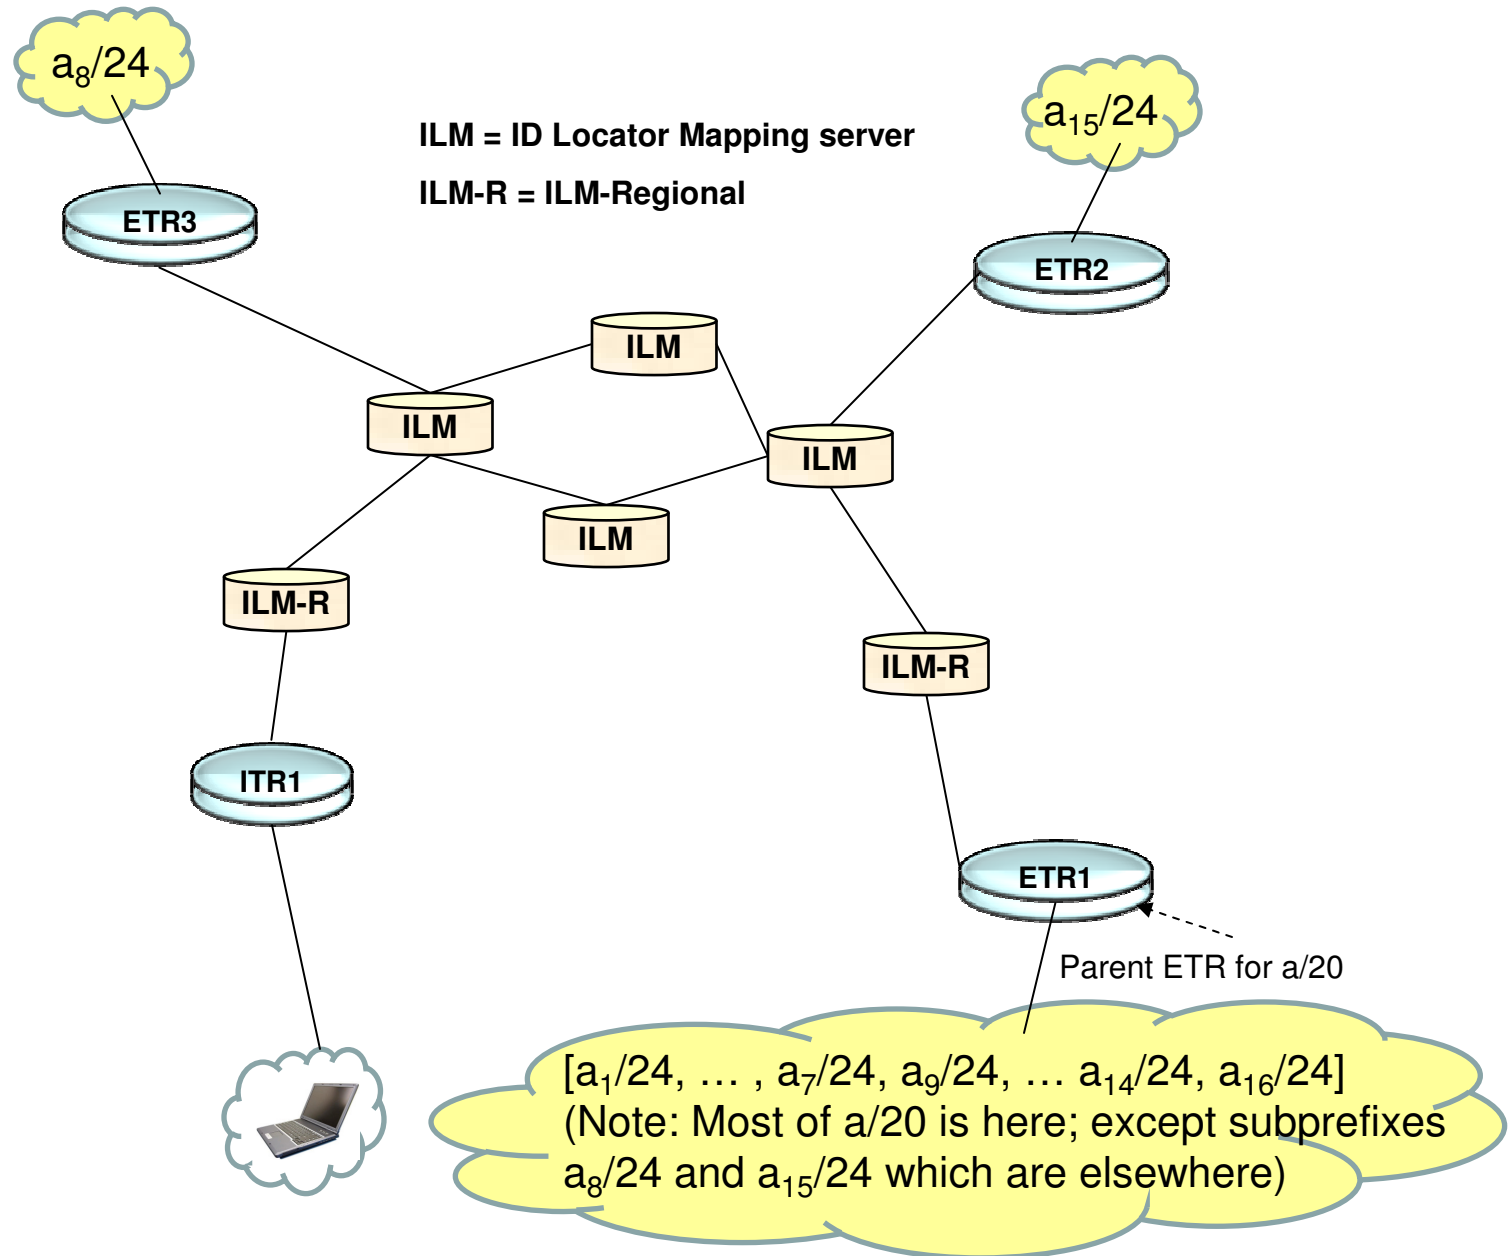 a₈/24
a₁₅/24
ILM = ID Locator Mapping server
ILM-R = ILM-Regional
ETR3
ETR2
ILM
ILM
ILM
ILM
ILM-R
ILM-R
ITR1
ETR1
Parent ETR for a/20
[a₁/24, … , a₇/24, a₉/24, … a₁₄/24, a₁₆/24]
(Note: Most of a/20 is here; except subprefixes
a₈/24 and a₁₅/24 which are elsewhere)